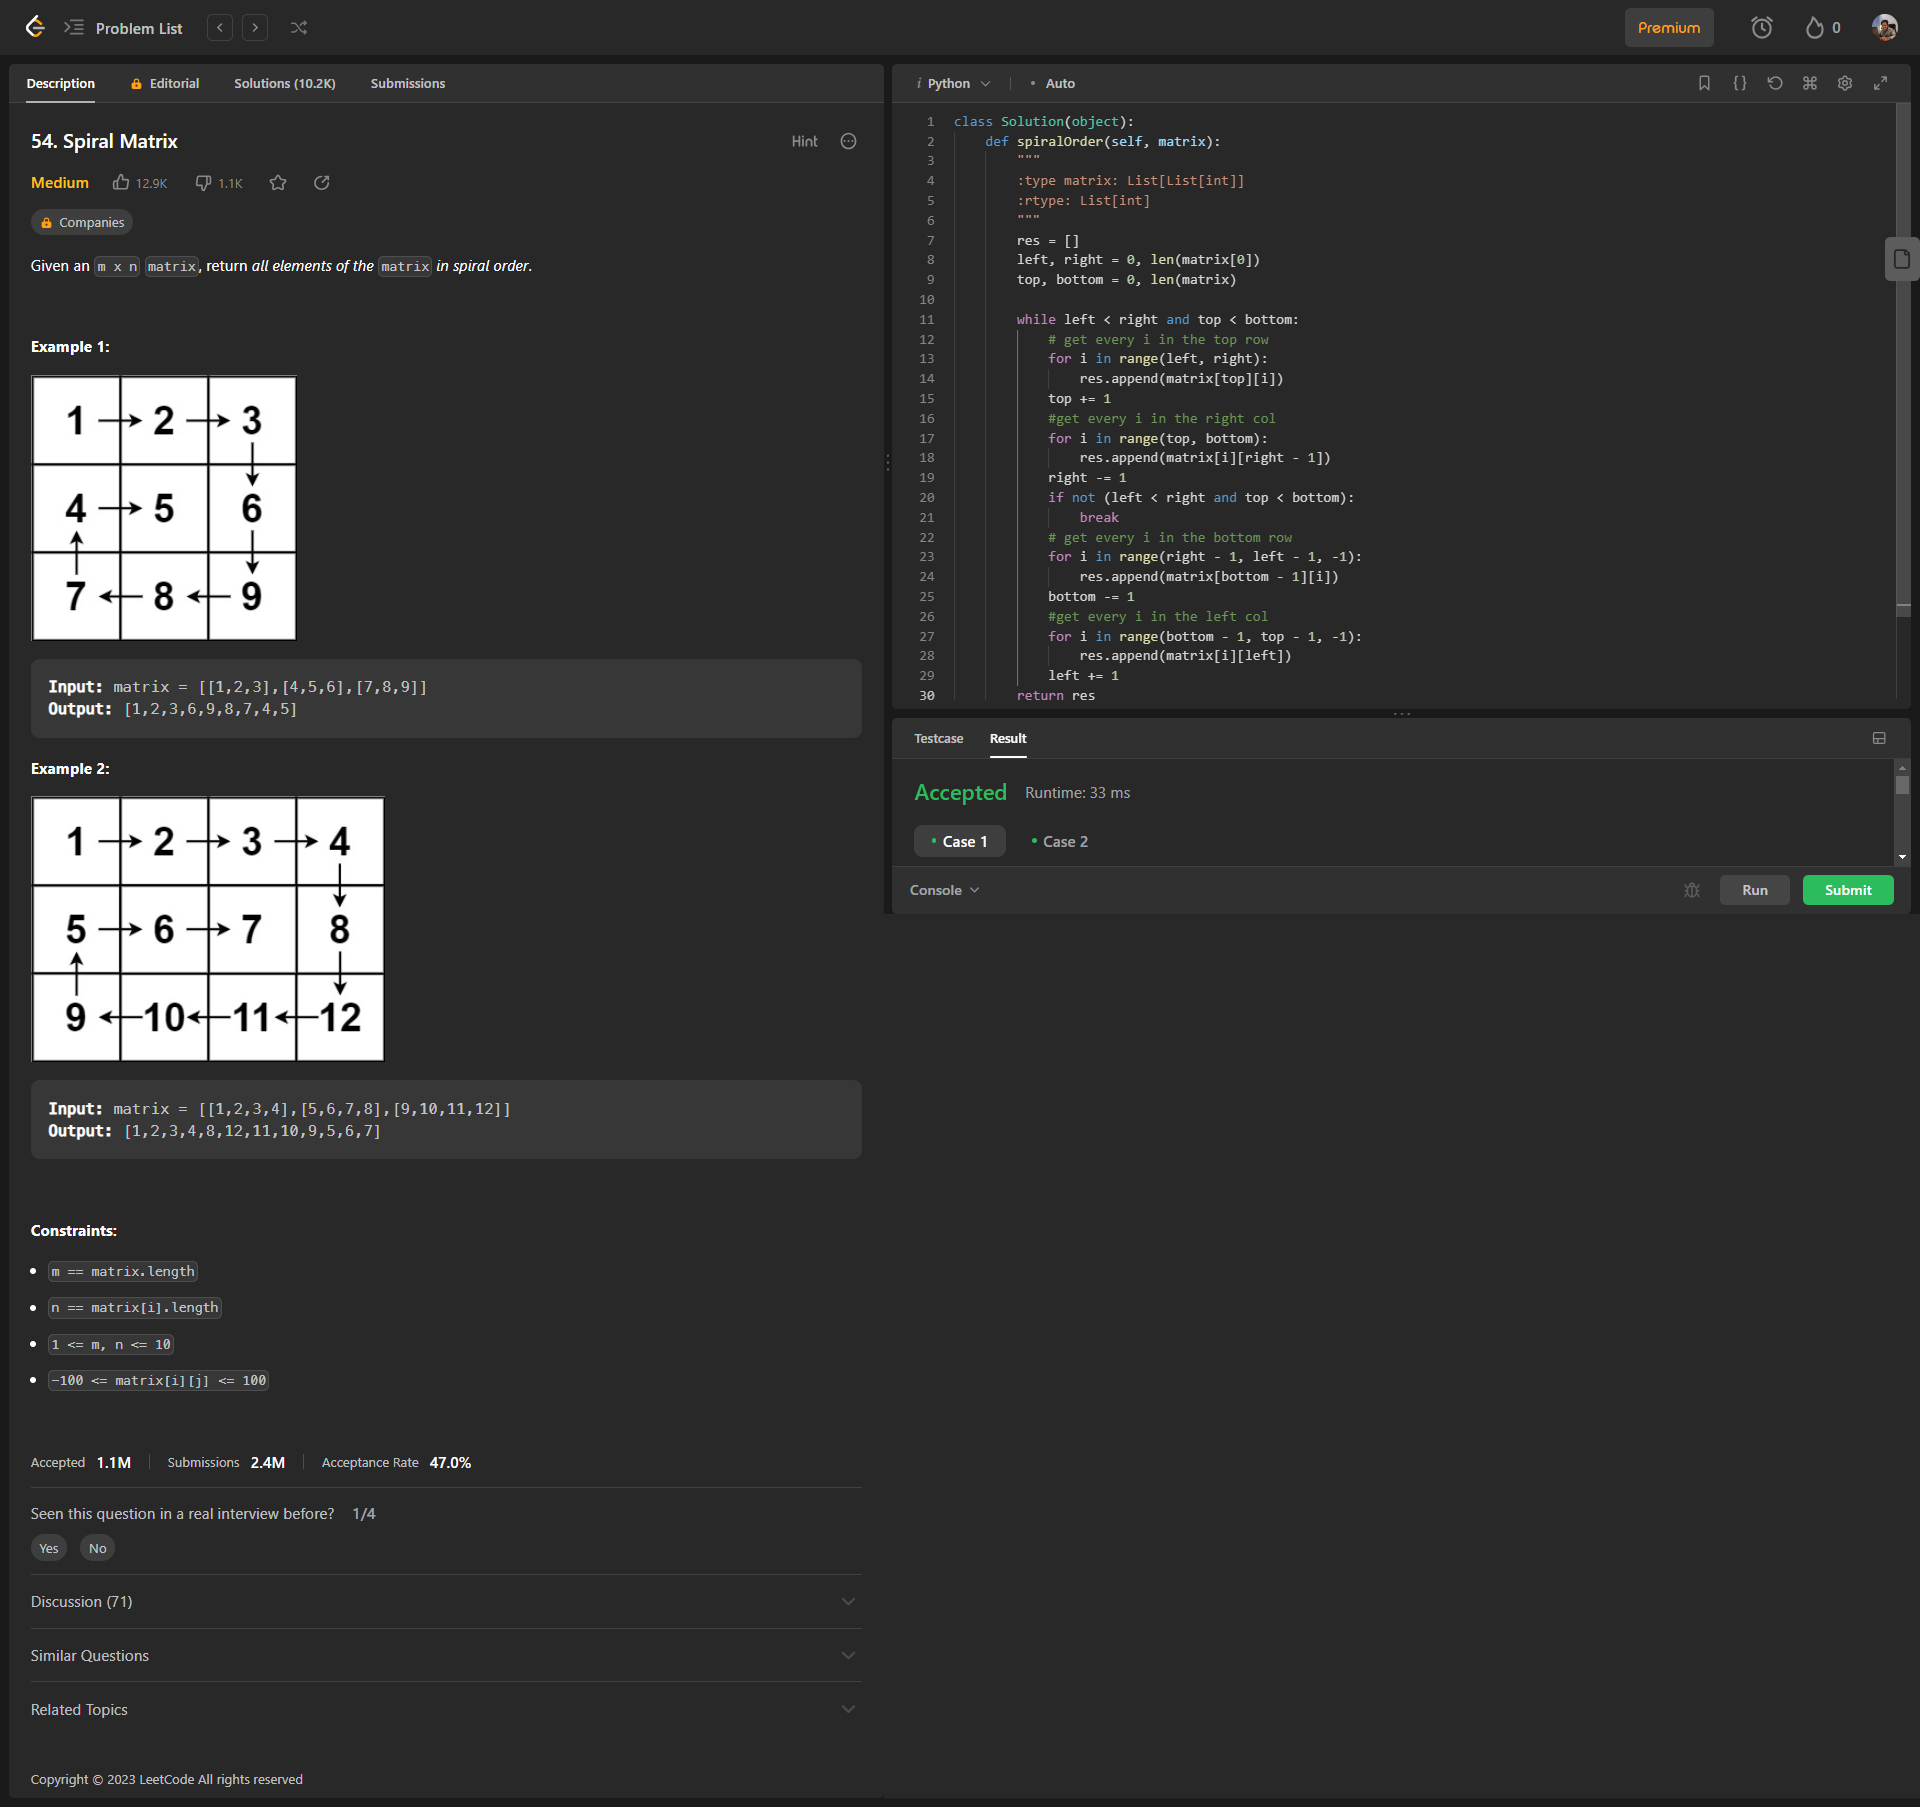 Problem List
Premium
0
Description
Editorial
Solutions (10.2K)
Submissions
54. Spiral Matrix
Hint
Medium
12.9K
1.1K
Companies
Given an m x n matrix, return all elements of the matrix in spiral order.
Example 1:
1 2 3
4 5 6
7 8 9
Input: matrix = [[1,2,3],[4,5,6],[7,8,9]]
Output: [1,2,3,6,9,8,7,4,5]
Example 2:
1 2 3 4
5 6 7 8
9 10 11 12
Input: matrix = [[1,2,3,4],[5,6,7,8],[9,10,11,12]]
Output: [1,2,3,4,8,12,11,10,9,5,6,7]
Constraints:
m == matrix.length
n == matrix[i].length
1 <= m, n <= 10
-100 <= matrix[i][j] <= 100
Accepted 1.1M
Submissions 2.4M
Acceptance Rate 47.0%
Seen this question in a real interview before? 1/4
Yes No
Discussion (71)
Similar Questions
Related Topics
Copyright © 2023 LeetCode All rights reserved
i Python • Auto
1 class Solution(object):
2 def spiralOrder(self, matrix):
3 """
4 :type matrix: List[List[int]]
5 :rtype: List[int]
6 """
7 res = []
8 left, right = 0, len(matrix[0])
9 top, bottom = 0, len(matrix)
10
11 while left < right and top < bottom:
12 # get every i in the top row
13 for i in range(left, right):
14 res.append(matrix[top][i])
15 top += 1
16 #get every i in the right col
17 for i in range(top, bottom):
18 res.append(matrix[i][right - 1])
19 right -= 1
20 if not (left < right and top < bottom):
21 break
22 # get every i in the bottom row
23 for i in range(right - 1, left - 1, -1):
24 res.append(matrix[bottom - 1][i])
25 bottom -= 1
26 #get every i in the left col
27 for i in range(bottom - 1, top - 1, -1):
28 res.append(matrix[i][left])
29 left += 1
30 return res
Testcase
Result
Accepted Runtime: 33 ms
• Case 1 • Case 2
Console
Run
Submit